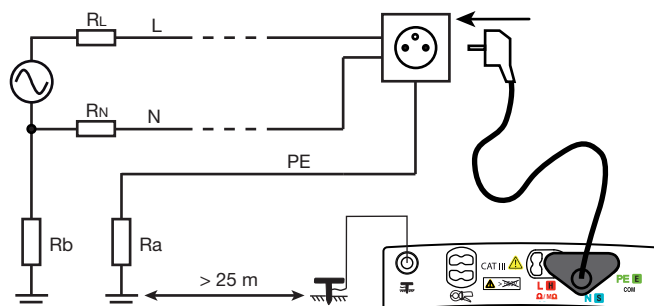 RL
L
RN
N
PE
Rb
Ra
> 25 m
CAT III
L H
Ω/MΩ
N S
PE E
COM